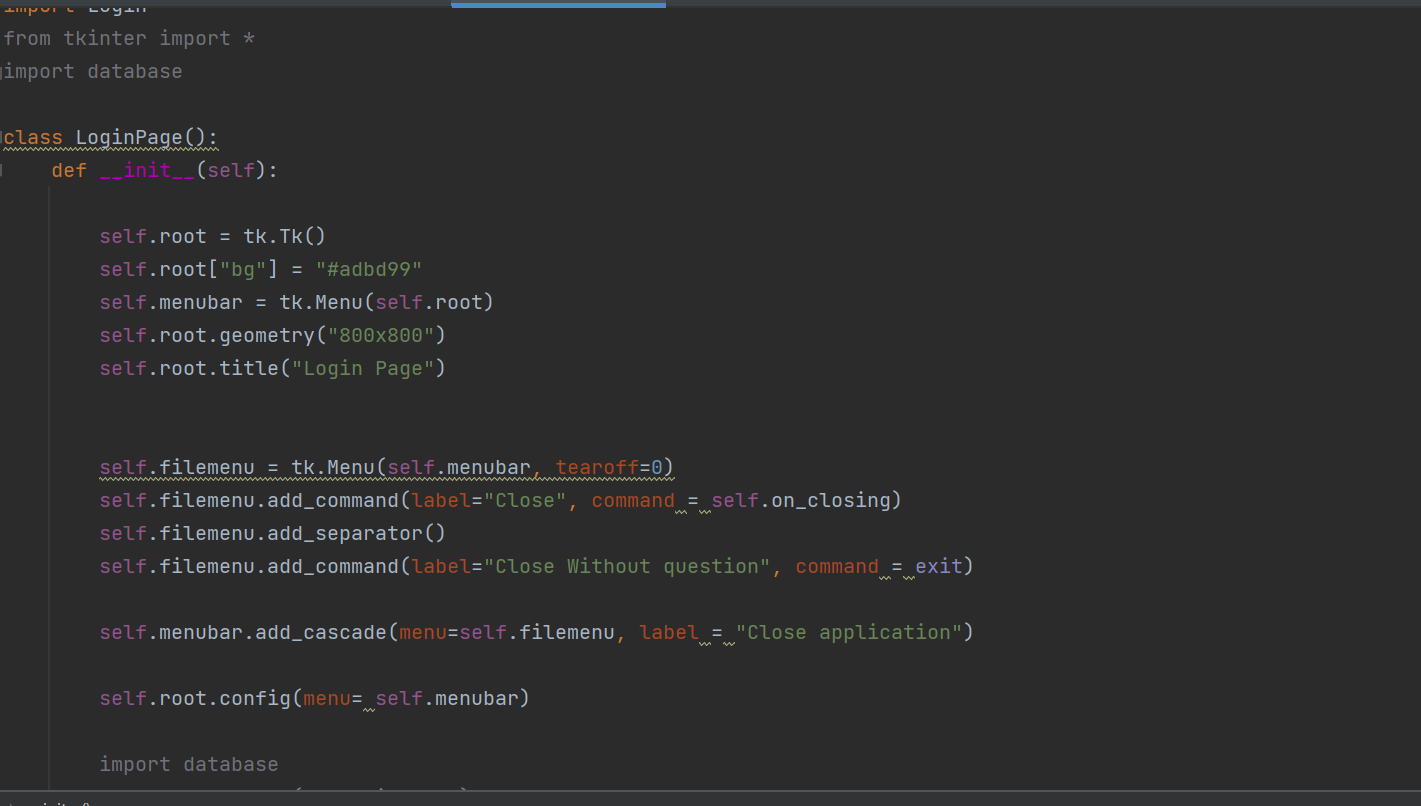 import Login
from tkinter import *
import database
class LoginPage():
def __init__(self):
self.root = tk.Tk()
self.root["bg"] = "#adbd99"
self.menubar = tk.Menu(self.root)
self.root.geometry("800x800")
self.root.title("Login Page")
self.filemenu = tk.Menu(self.menubar, tearoff=0)
self.filemenu.add_command(label="Close", command = self.on_closing)
self.filemenu.add_separator()
self.filemenu.add_command(label="Close Without question", command = exit)
self.menubar.add_cascade(menu=self.filemenu, label = "Close application")
self.root.config(menu= self.menubar)
import database